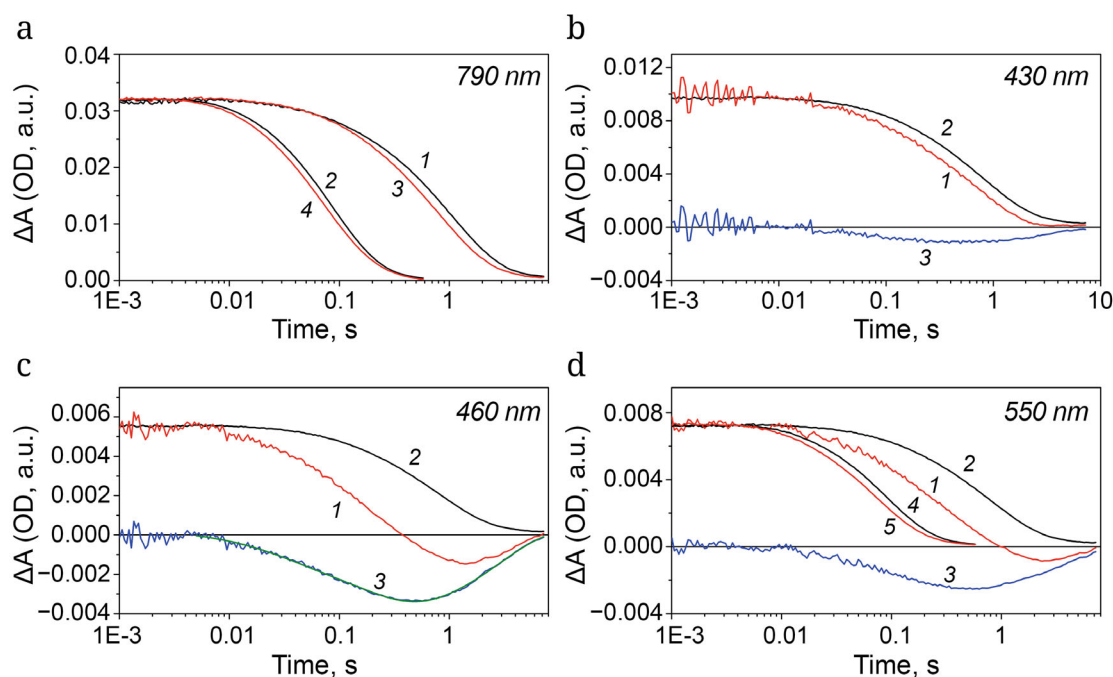 a
790 nm
0.04
0.03
0.02
0.01
0.00
ΔA (OD, a.u.)
1
2
3
4
1E-3 0.01 0.1 1
Time, s
b
430 nm
0.012
0.008
0.004
0.000
−0.004
ΔA (OD, a.u.)
2
1
3
1E-3 0.01 0.1 1 10
Time, s
c
460 nm
0.006
0.004
0.002
0.000
−0.002
−0.004
ΔA (OD, a.u.)
2
1
3
1E-3 0.01 0.1 1
Time, s
d
550 nm
0.008
0.004
0.000
−0.004
ΔA (OD, a.u.)
2
1
4
5
3
1E-3 0.01 0.1 1
Time, s